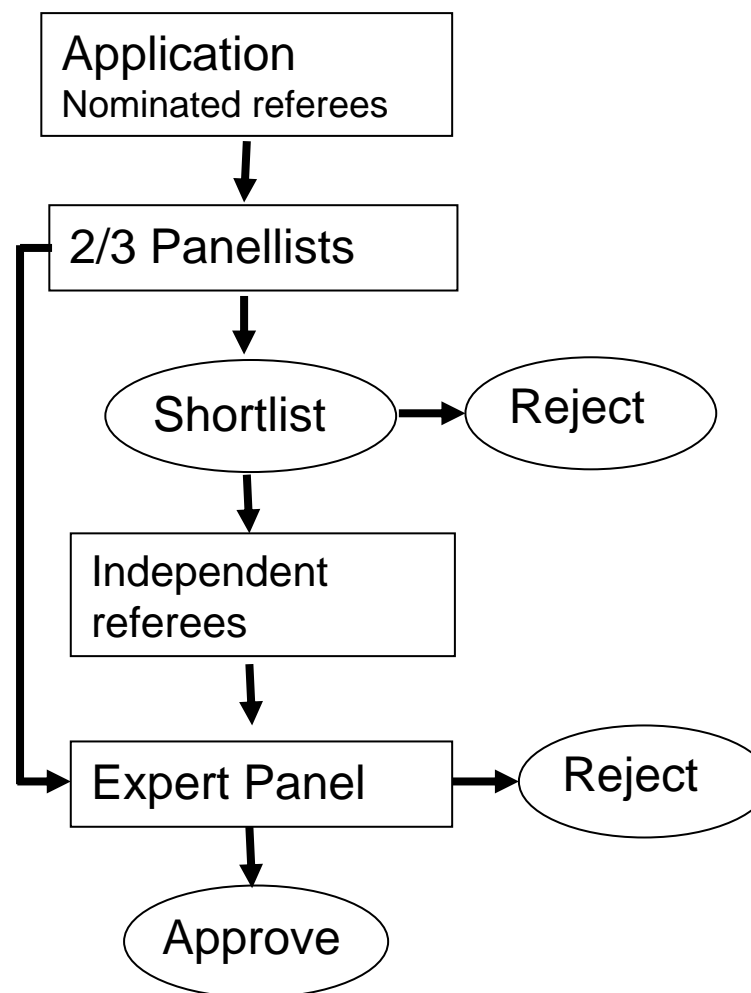 Application
Nominated referees
2/3 Panellists
Shortlist
Reject
Independent
referees
Expert Panel
Reject
Approve